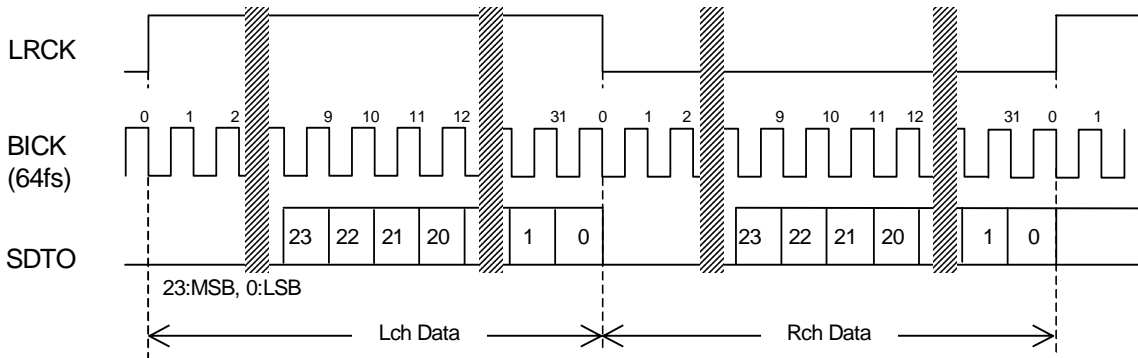 LRCK
0 1 2 9 10 11 12 31 0 1 2 9 10 11 12 31 0 1
BICK
(64fs)
23 22 21 20 1 0 23 22 21 20 1 0
SDTO
23:MSB, 0:LSB
Lch Data Rch Data